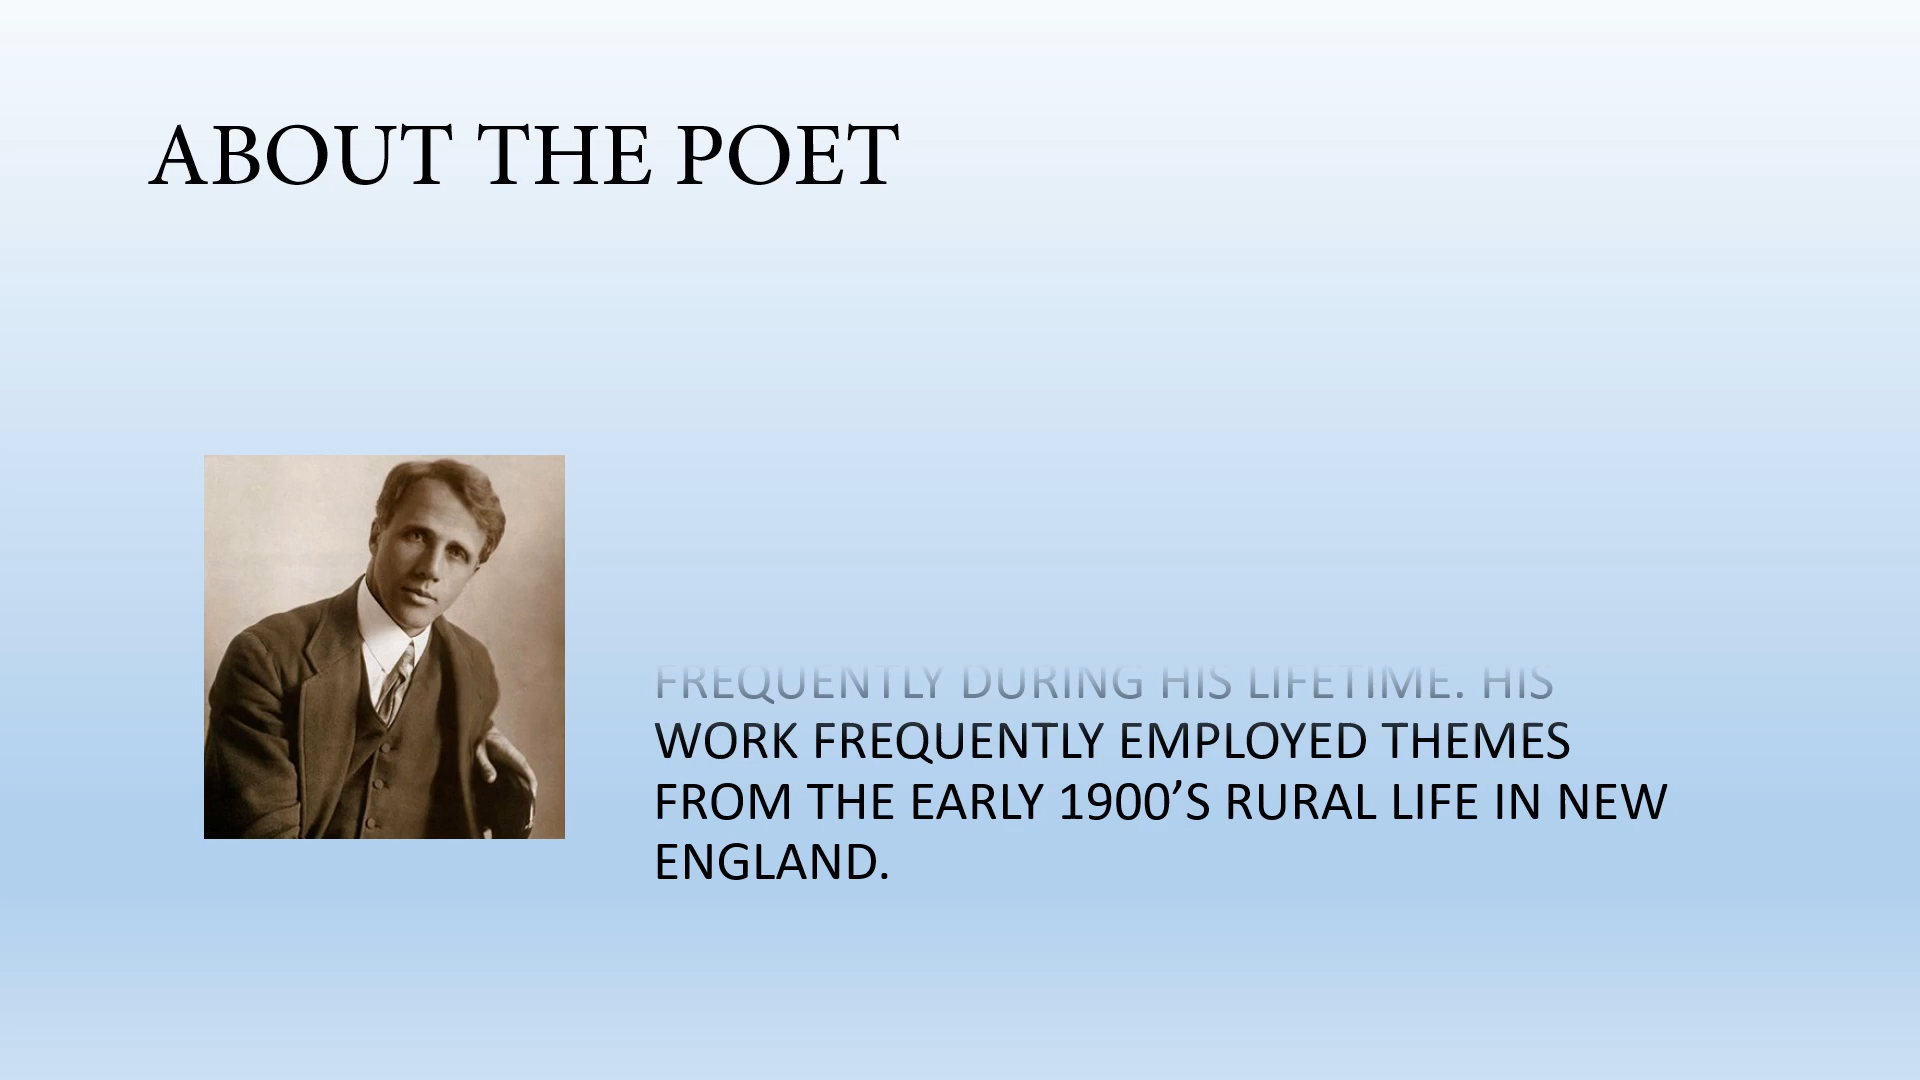 ABOUT THE POET
FREQUENTLY DURING HIS LIFETIME. HIS
WORK FREQUENTLY EMPLOYED THEMES
FROM THE EARLY 1900’S RURAL LIFE IN NEW
ENGLAND.